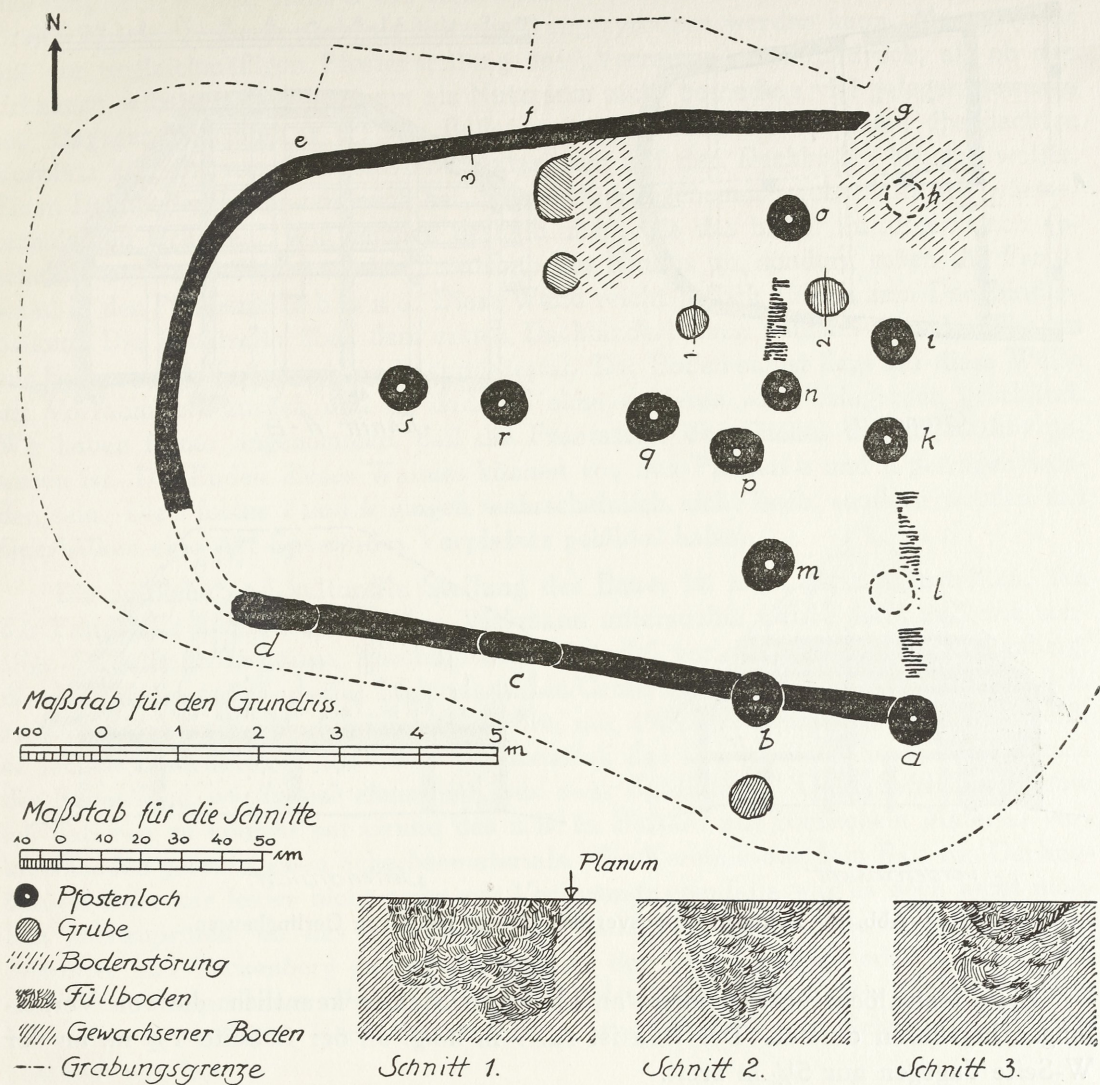 N.
e
f
g
3
h
o
1
2
i
s
r
q
n
k
p
m
l
d
c
b
a
Maßstab für den Grundriss.
100 0 1 2 3 4 5 m
Maßstab für die Schnitte
10 0 10 20 30 40 50 cm
Planum
Pfostenloch
Grube
Bodenstörung
Füllboden
Gewachsener Boden
Grabungsgrenze
Schnitt 1.
Schnitt 2.
Schnitt 3.